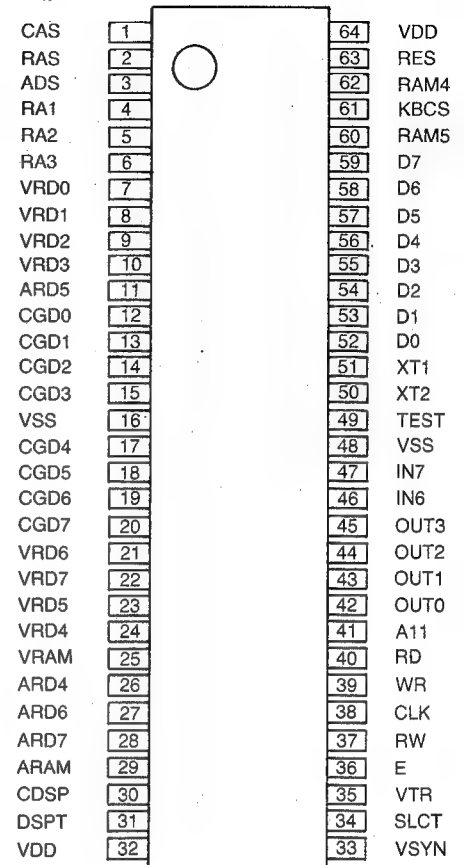 CAS 1 64 VDD
RAS 2 63 RES
ADS 3 62 RAM4
RA1 4 61 KBCS
RA2 5 60 RAM5
RA3 6 59 D7
VRD0 7 58 D6
VRD1 8 57 D5
VRD2 9 56 D4
VRD3 10 55 D3
ARD5 11 54 D2
CGD0 12 53 D1
CGD1 13 52 D0
CGD2 14 51 XT1
CGD3 15 50 XT2
VSS 16 49 TEST
CGD4 17 48 VSS
CGD5 18 47 IN7
CGD6 19 46 IN6
CGD7 20 45 OUT3
VRD6 21 44 OUT2
VRD7 22 43 OUT1
VRD5 23 42 OUT0
VRD4 24 41 A11
VRAM 25 40 RD
ARD4 26 39 WR
ARD6 27 38 CLK
ARD7 28 37 RW
ARAM 29 36 E
CDSP 30 35 VTR
DSPT 31 34 SLCT
VDD 32 33 VSYN